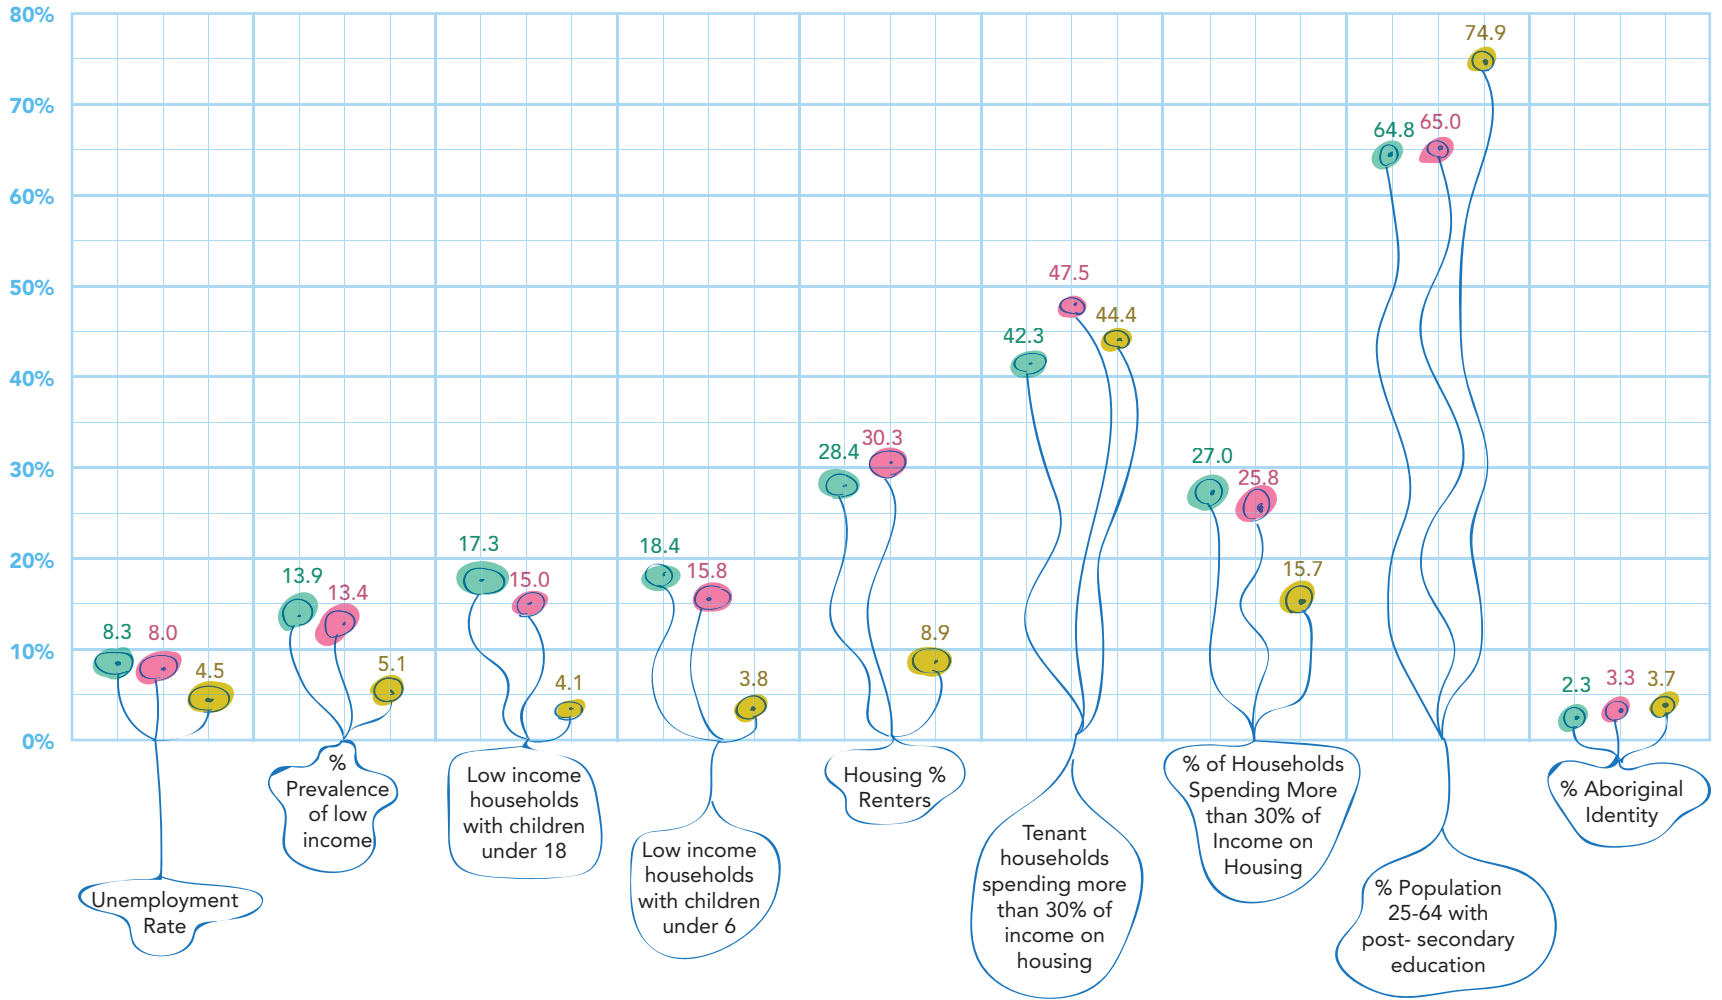 80%
70%
60%
50%
40%
30%
20%
10%
0%
8.3
8.0
4.5
13.9
13.4
5.1
17.3
15.0
4.1
18.4
15.8
3.8
28.4
30.3
8.9
42.3
47.5
44.4
27.0
25.8
15.7
64.8
65.0
74.9
2.3
3.3
3.7
Unemployment
Rate
%
Prevalence
of low
income
Low income
households
with children
under 18
Low income
households
with children
under 6
Housing %
Renters
Tenant
households
spending more
than 30% of
income on
housing
% of Households
Spending More
than 30% of
Income on
Housing
% Population
25-64 with
post- secondary
education
% Aboriginal
Identity